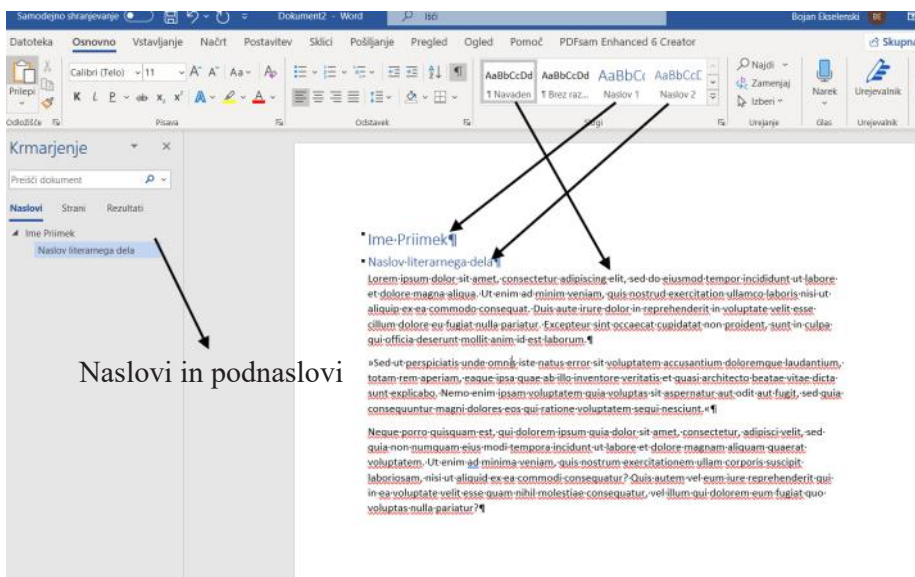 Samodejno shranjevanje Dokument2 - Word Išči Bojan Ekselenski BE
Datoteka Osnovno Vstavljanje Načrt Postavitev Sklici Pošiljanje Pregled Ogled Pomoč PDFsam Enhanced 6 Creator Skupna
Prilepi Calibri (Telo) 11 A A Aa
K L P ab x, x² A A
AaBbCcDd AaBbCcDd AaBbCc AaBbCcC
¶ Navaden ¶ Brez raz... Naslov 1 Naslov 2
Najdi
Zamenjaj
Izberi
Narek Urejevalnik
Odložišče Pisava Odstavek Slogi Urejanje Glas Urejevalnik
Krmarjenje
Preišči dokument
Naslovi Strani Rezultati
Ime Priimek
Naslov literarnega dela
Naslovi in podnaslovi
Ime·Priimek¶
Naslov·literarnega·dela¶
Lorem·ipsum·dolor·sit·amet,·consectetur·adipiscing·elit,·sed·do·eiusmod·tempor·incididunt·ut·labore·
et·dolore·magna·aliqua.·Ut·enim·ad·minim·veniam,·quis·nostrud·exercitation·ullamco·laboris·nisi·ut·
aliquip·ex·ea·commodo·consequat.·Duis·aute·irure·dolor·in·reprehenderit·in·voluptate·velit·esse·
cillum·dolore·eu·fugiat·nulla·pariatur.·Excepteur·sint·occaecat·cupidatat·non·proident,·sunt·in·culpa·
qui·officia·deserunt·mollit·anim·id·est·laborum.¶
»Sed·ut·perspiciatis·unde·omnis·iste·natus·error·sit·voluptatem·accusantium·doloremque·laudantium,·
totam·rem·aperiam,·eaque·ipsa·quae·ab·illo·inventore·veritatis·et·quasi·architecto·beatae·vitae·dicta·
sunt·explicabo.·Nemo·enim·ipsam·voluptatem·quia·voluptas·sit·aspernatur·aut·odit·aut·fugit,·sed·quia·
consequuntur·magni·dolores·eos·qui·ratione·voluptatem·sequi·nesciunt.«¶
Neque·porro·quisquam·est,·qui·dolorem·ipsum·quia·dolor·sit·amet,·consectetur,·adipisci·velit,·sed·
quia·non·numquam·eius·modi·tempora·incidunt·ut·labore·et·dolore·magnam·aliquam·quaerat·
voluptatem.·Ut·enim·ad·minima·veniam,·quis·nostrum·exercitationem·ullam·corporis·suscipit·
laboriosam,·nisi·ut·aliquid·ex·ea·commodi·consequatur?·Quis·autem·vel·eum·iure·reprehenderit·qui·
in·ea·voluptate·velit·esse·quam·nihil·molestiae·consequatur,·vel·illum·qui·dolorem·eum·fugiat·quo·
voluptas·nulla·pariatur?¶